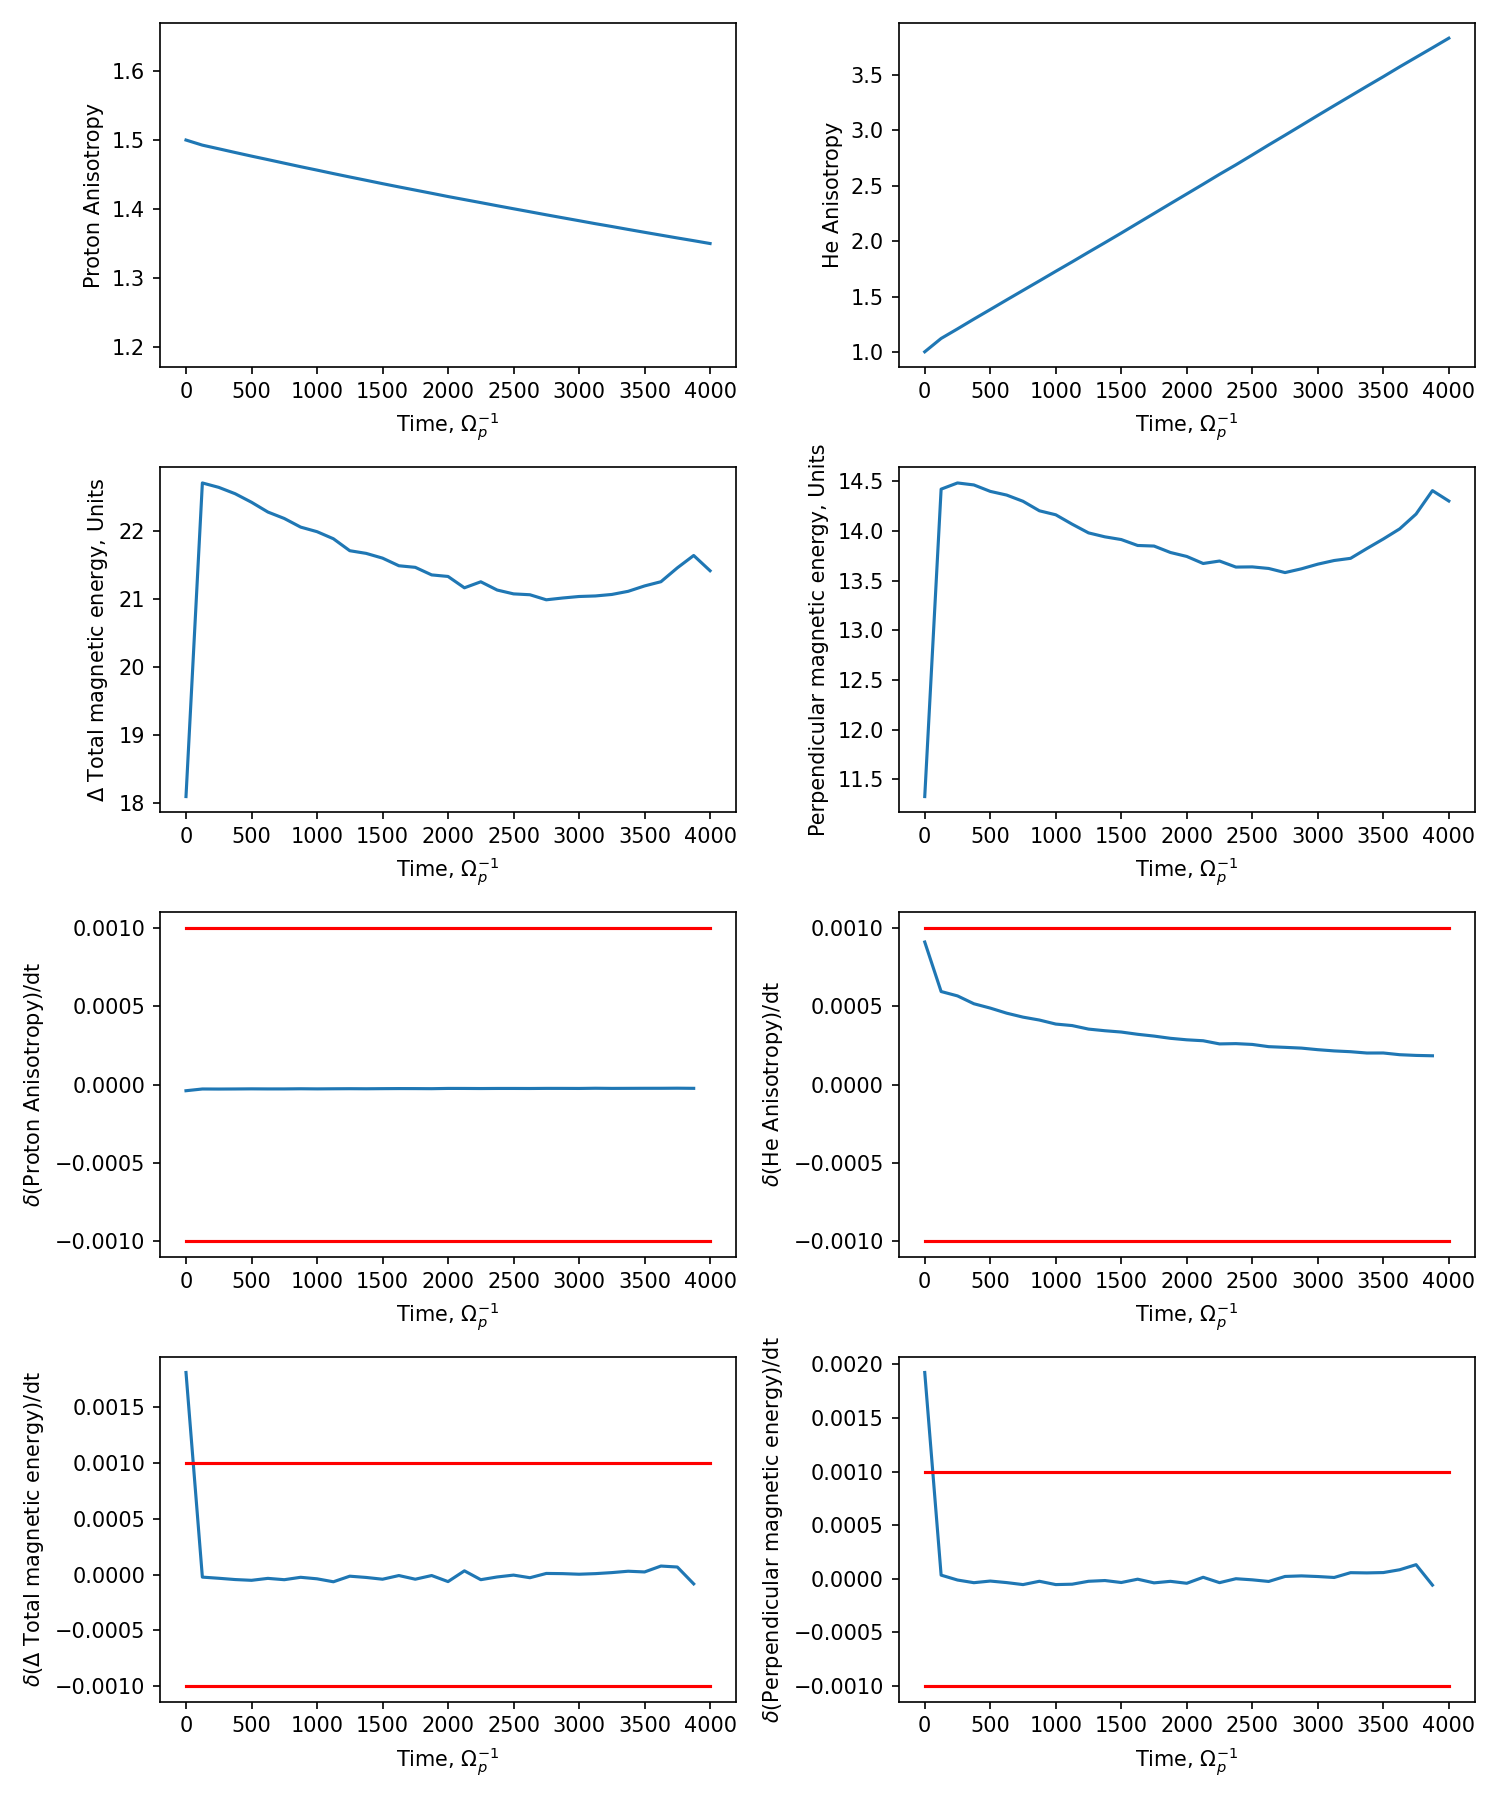 Proton Anisotropy
1.6
1.5
1.4
1.3
1.2
0 500 1000 1500 2000 2500 3000 3500 4000
Time, Ω_p^{−1}
He Anisotropy
3.5
3.0
2.5
2.0
1.5
1.0
0 500 1000 1500 2000 2500 3000 3500 4000
Time, Ω_p^{−1}
Δ Total magnetic energy, Units
22
21
20
19
18
0 500 1000 1500 2000 2500 3000 3500 4000
Time, Ω_p^{−1}
Perpendicular magnetic energy, Units
14.5
14.0
13.5
13.0
12.5
12.0
11.5
0 500 1000 1500 2000 2500 3000 3500 4000
Time, Ω_p^{−1}
δ(Proton Anisotropy)/dt
0.0010
0.0005
0.0000
−0.0005
−0.0010
0 500 1000 1500 2000 2500 3000 3500 4000
Time, Ω_p^{−1}
δ(He Anisotropy)/dt
0.0010
0.0005
0.0000
−0.0005
−0.0010
0 500 1000 1500 2000 2500 3000 3500 4000
Time, Ω_p^{−1}
δ(Δ Total magnetic energy)/dt
0.0015
0.0010
0.0005
0.0000
−0.0005
−0.0010
0 500 1000 1500 2000 2500 3000 3500 4000
Time, Ω_p^{−1}
δ(Perpendicular magnetic energy)/dt
0.0020
0.0015
0.0010
0.0005
0.0000
−0.0005
−0.0010
0 500 1000 1500 2000 2500 3000 3500 4000
Time, Ω_p^{−1}